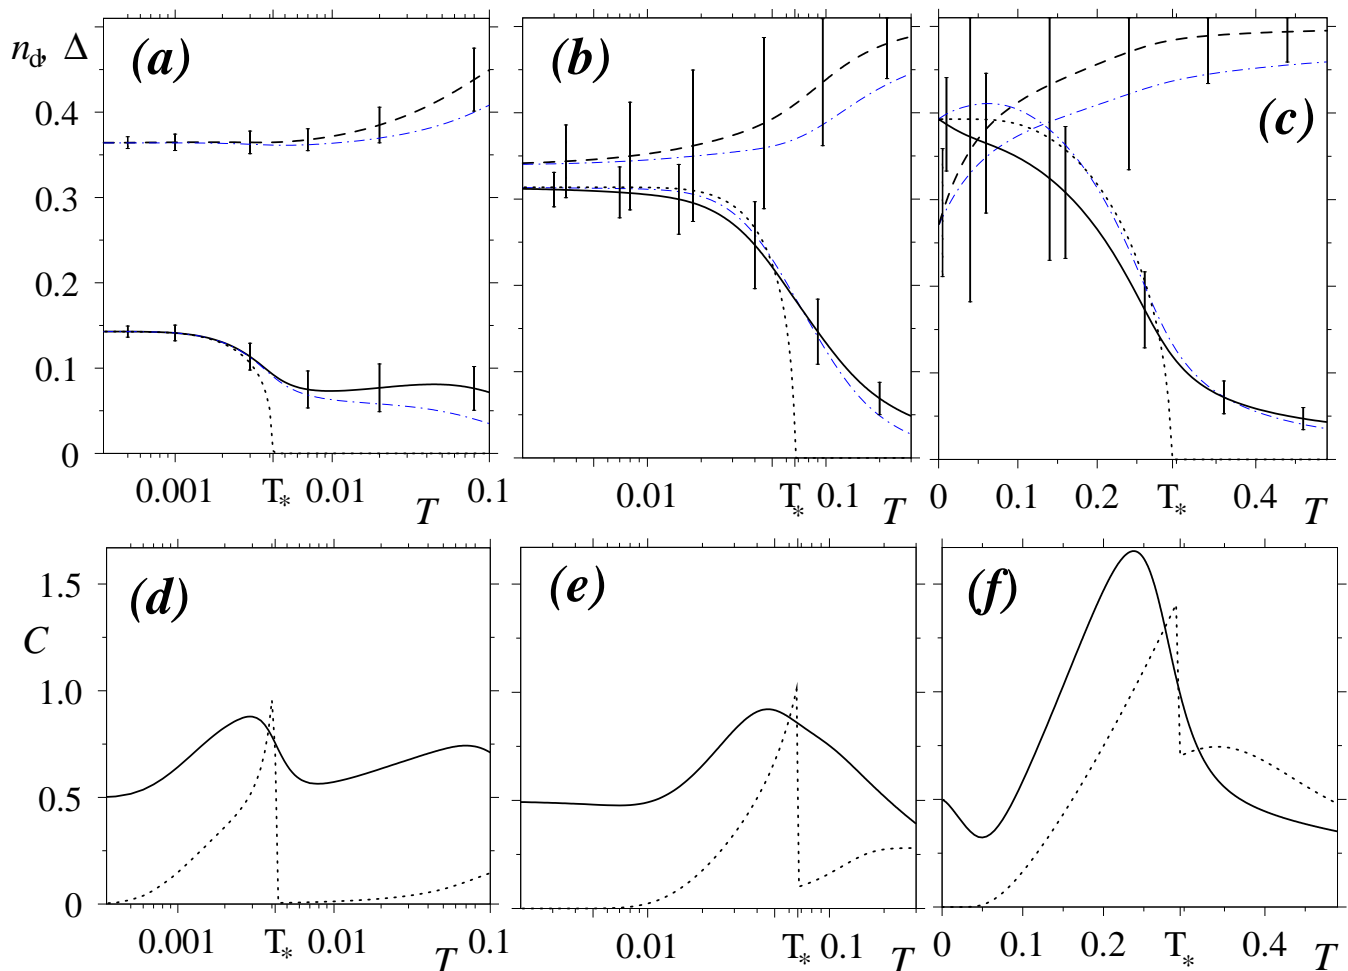 n_d, Δ
(a)
(b)
(c)
0.4
0.3
0.2
0.1
0
0.001 T* 0.01 0.1
T
0.01 T* 0.1
T
0 0.1 0.2 T* 0.4 T
(d)
(e)
(f)
1.5
C
1.0
0.5
0
0.001 T* 0.01 T 0.1
0.01 T* 0.1 T
0 0.1 0.2 T* 0.4 T